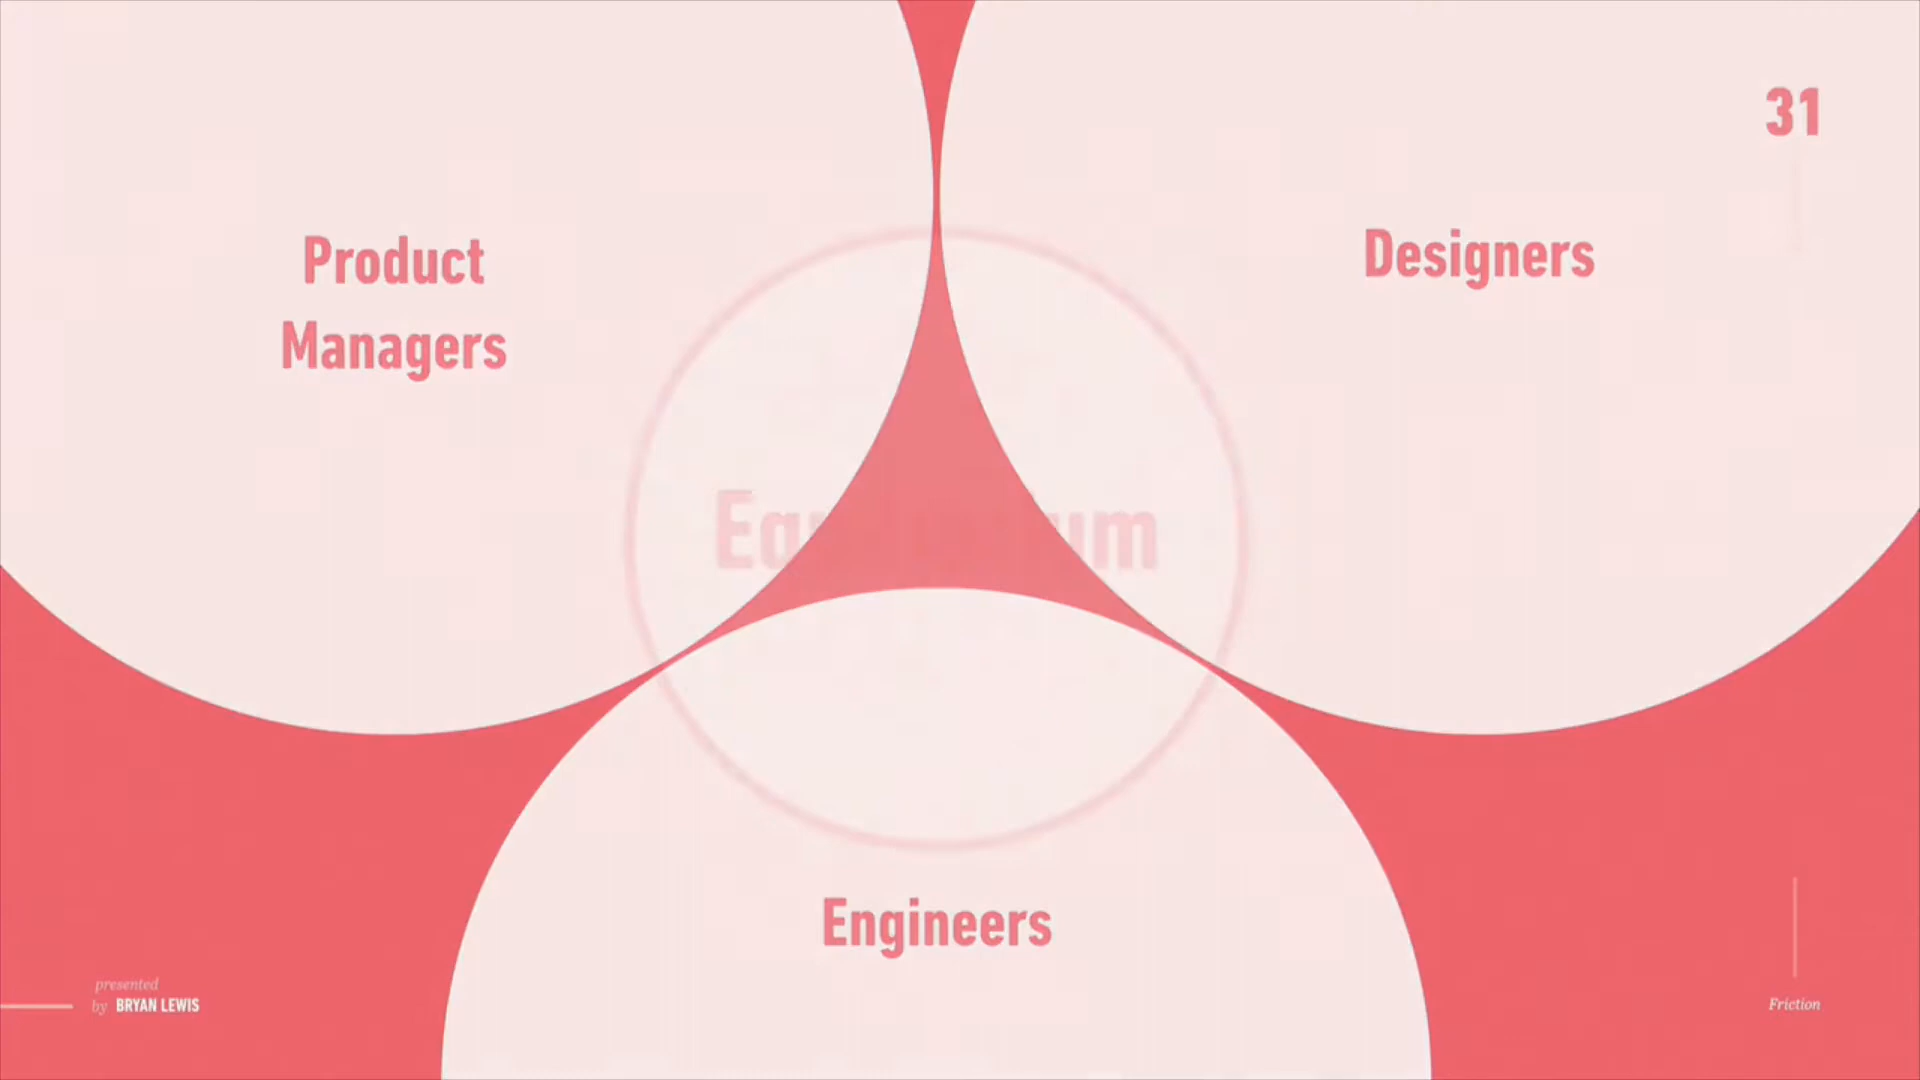 31
Product
Managers
Designers
Engineers
presented
by BRYAN LEWIS
Friction